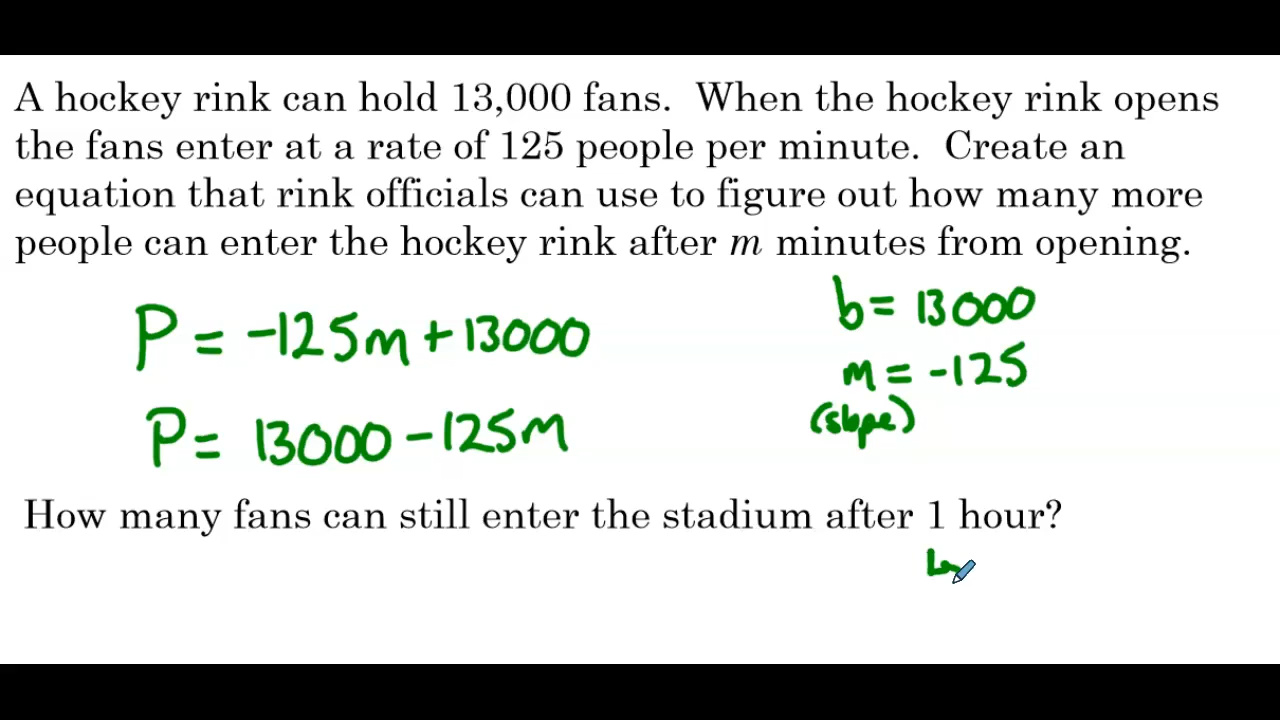 A hockey rink can hold 13,000 fans. When the hockey rink opens
the fans enter at a rate of 125 people per minute. Create an
equation that rink officials can use to figure out how many more
people can enter the hockey rink after m minutes from opening.
P = -125m + 13000
P = 13000 - 125m
b = 13000
m = -125
(slope)
How many fans can still enter the stadium after 1 hour?